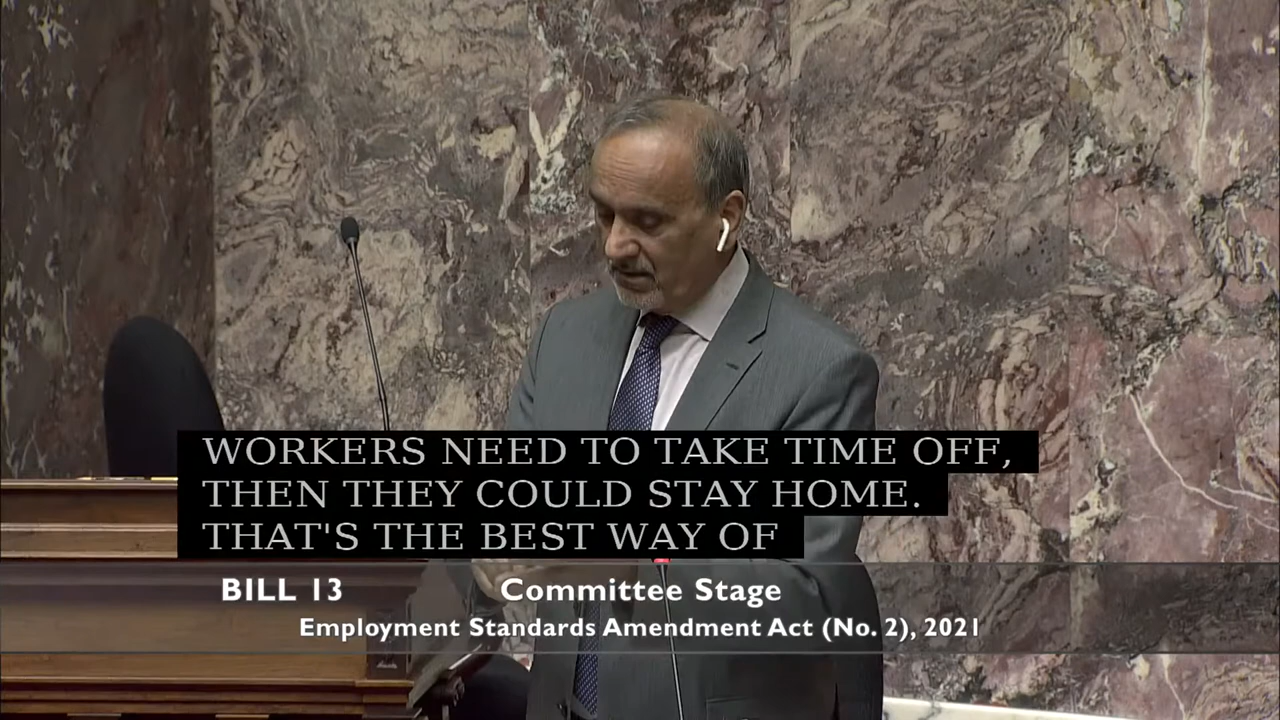 WORKERS NEED TO TAKE TIME OFF,
THEN THEY COULD STAY HOME.
THAT'S THE BEST WAY OF
BILL 13 Committee Stage
Employment Standards Amendment Act (No. 2), 2021